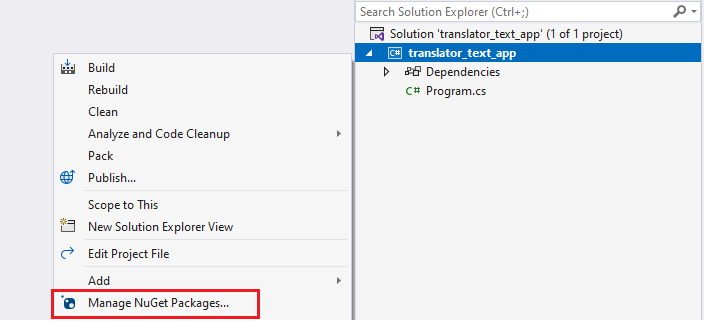 Build
Rebuild
Clean
Analyze and Code Cleanup
Pack
Publish...
Scope to This
New Solution Explorer View
Edit Project File
Add
Manage NuGet Packages...
Search Solution Explorer (Ctrl+;)
Solution 'translator_text_app' (1 of 1 project)
C# translator_text_app
Dependencies
C# Program.cs